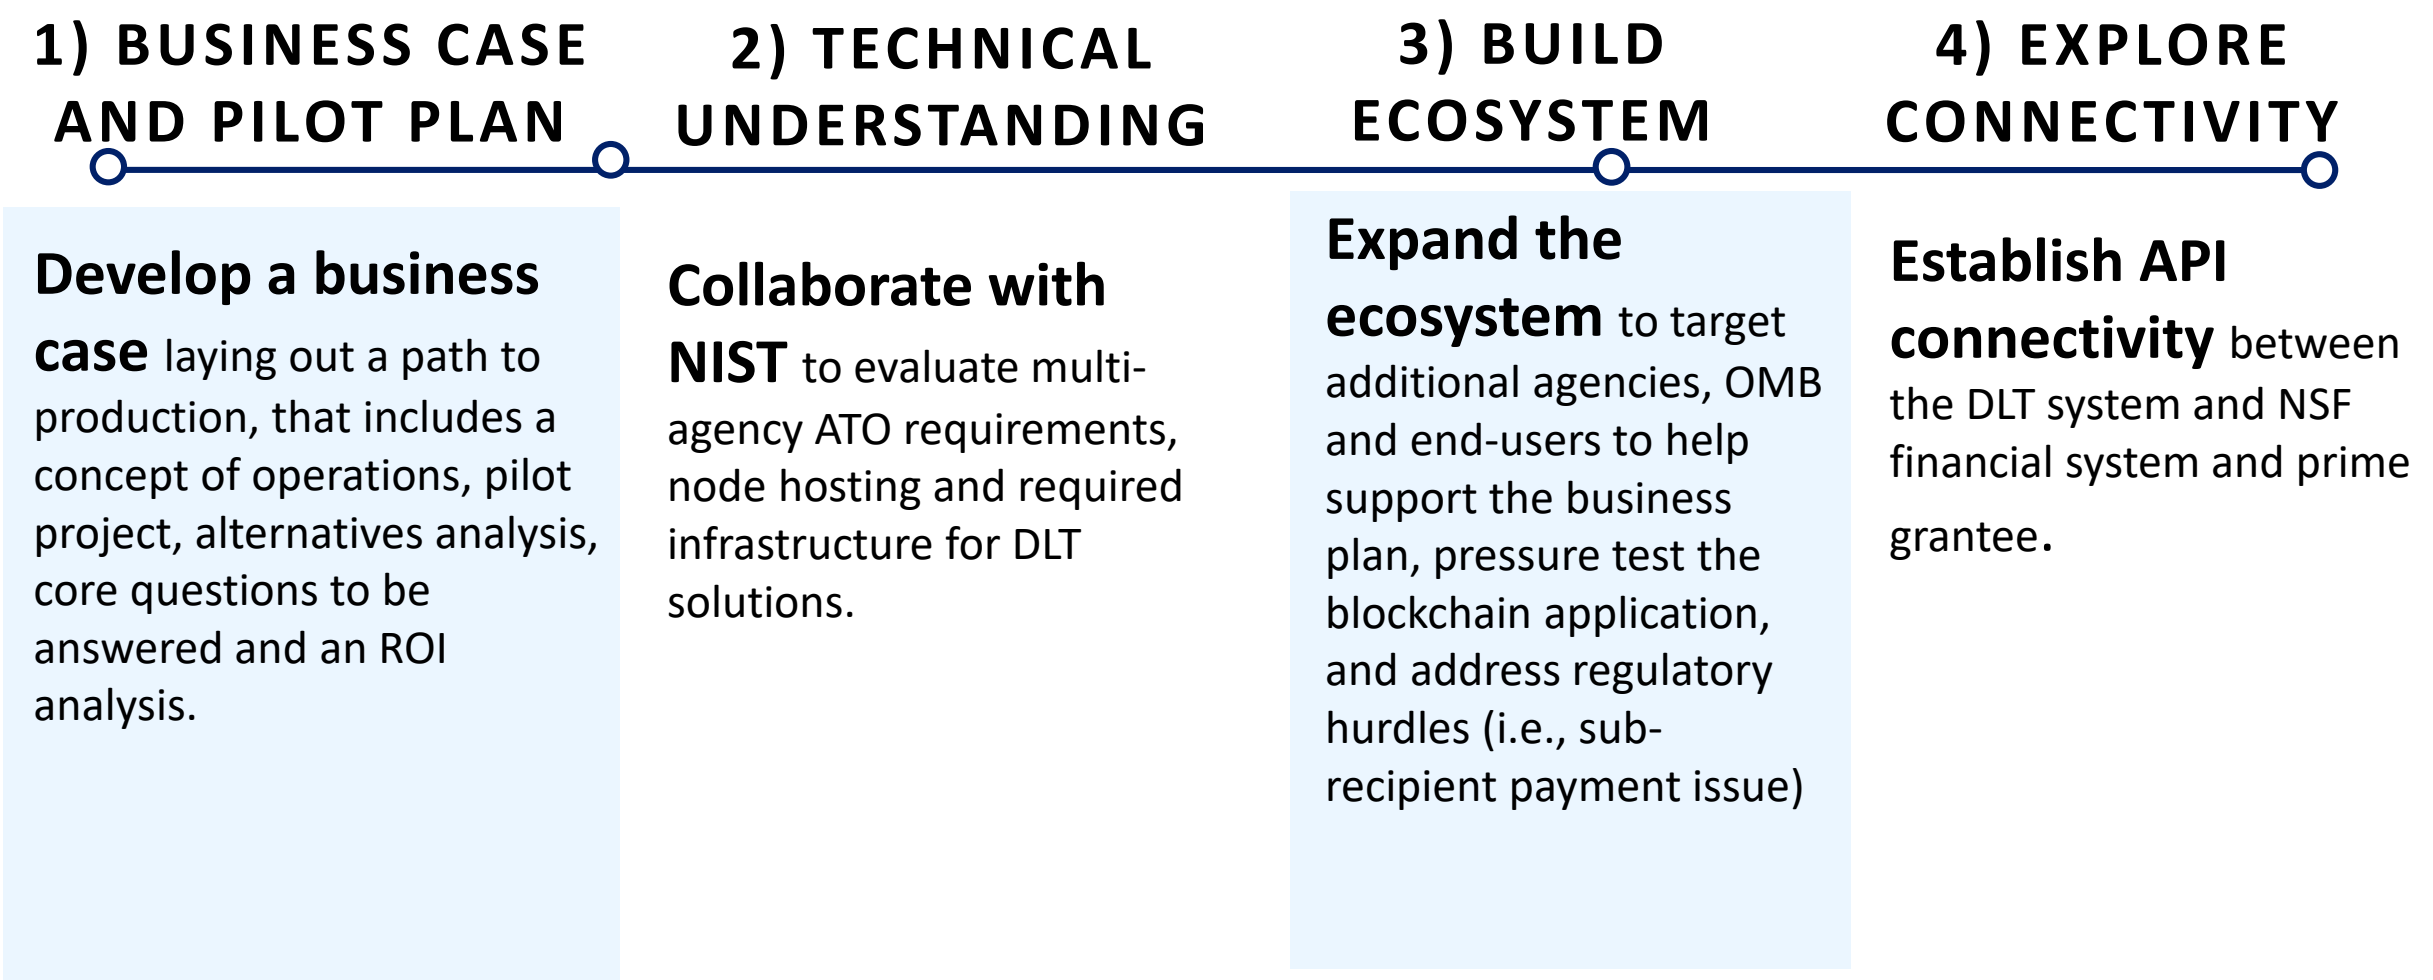 1) BUSINESS CASE
AND PILOT PLAN
Develop a business
case laying out a path to
production, that includes a
concept of operations, pilot
project, alternatives analysis,
core questions to be
answered and an ROI
analysis.
2) TECHNICAL
UNDERSTANDING
Collaborate with
NIST to evaluate multi-
agency ATO requirements,
node hosting and required
infrastructure for DLT
solutions.
3) BUILD
ECOSYSTEM
Expand the
ecosystem to target
additional agencies, OMB
and end-users to help
support the business
plan, pressure test the
blockchain application,
and address regulatory
hurdles (i.e., sub-
recipient payment issue)
4) EXPLORE
CONNECTIVITY
Establish API
connectivity between
the DLT system and NSF
financial system and prime
grantee.